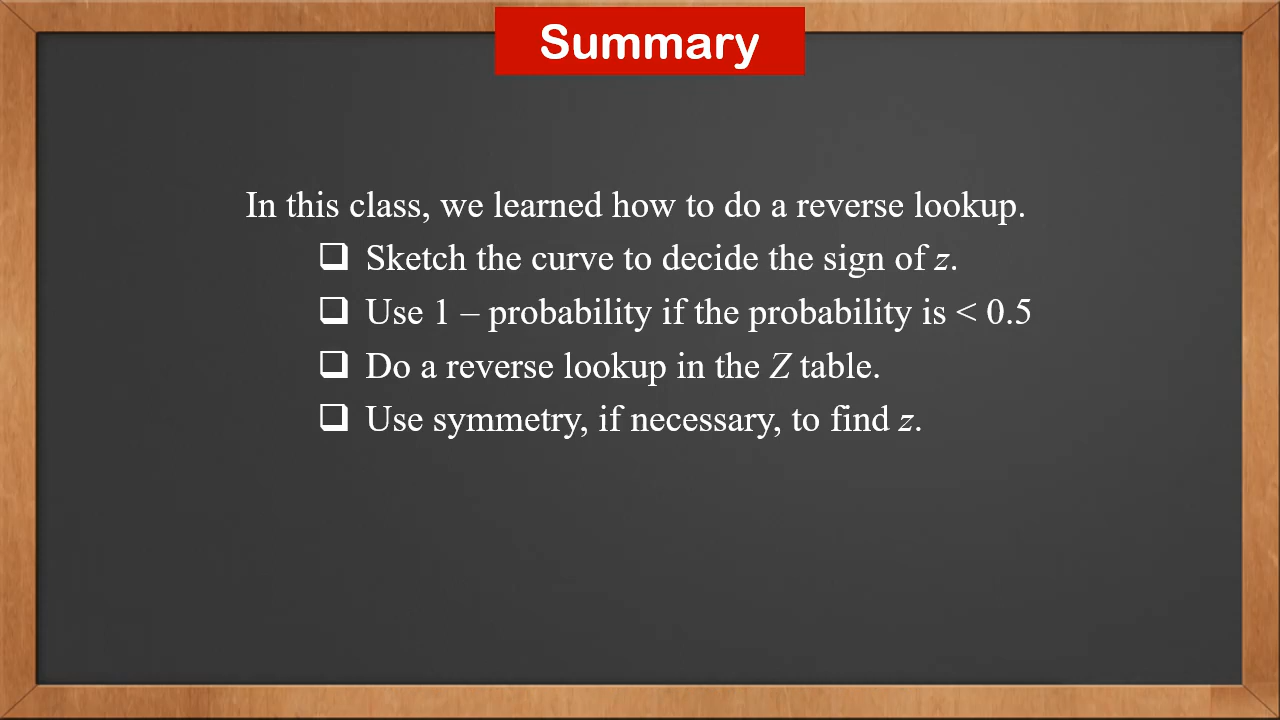 Summary
In this class, we learned how to do a reverse lookup.
❑ Sketch the curve to decide the sign of z.
❑ Use 1 – probability if the probability is < 0.5
❑ Do a reverse lookup in the Z table.
❑ Use symmetry, if necessary, to find z.